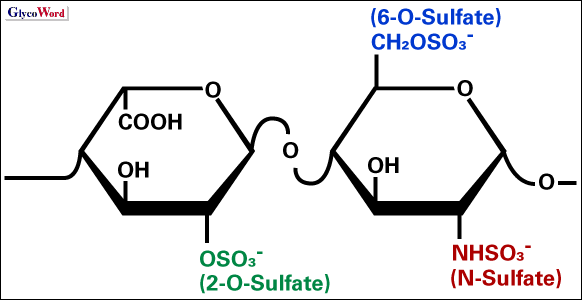 GlycoWord
(6-O-Sulfate)
CH₂OSO₃⁻
O
O
COOH
O
OH
OH
O
OSO₃⁻
(2-O-Sulfate)
NHSO₃⁻
(N-Sulfate)